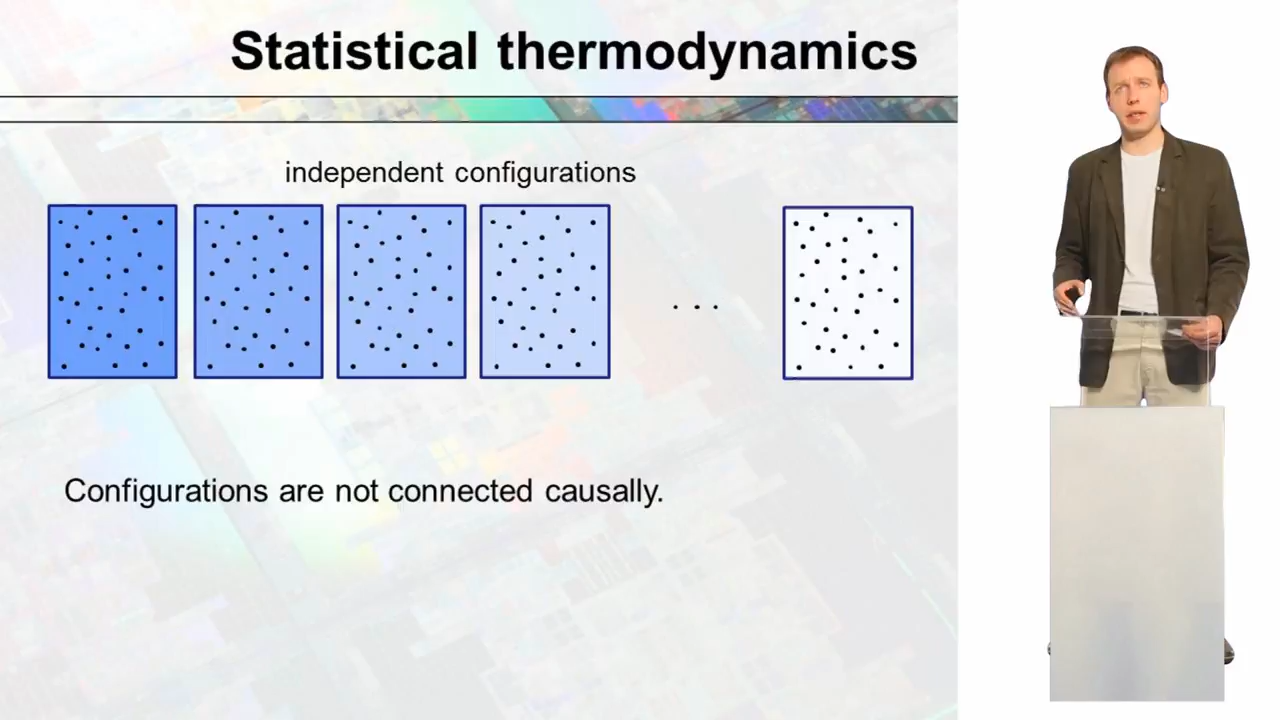 Statistical thermodynamics
independent configurations
. . .
Configurations are not connected causally.